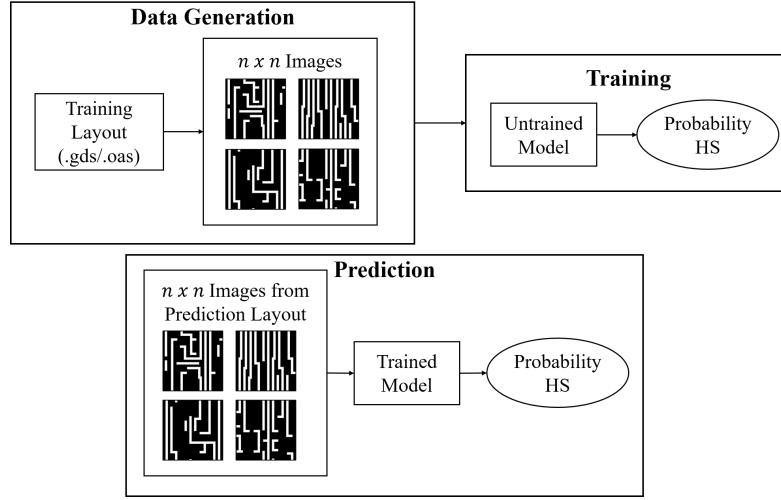 Data Generation
n x n Images
Training
Layout
(.gds/.oas)
Training
Untrained
Model
Probability
HS
Prediction
n x n Images from
Prediction Layout
Trained
Model
Probability
HS